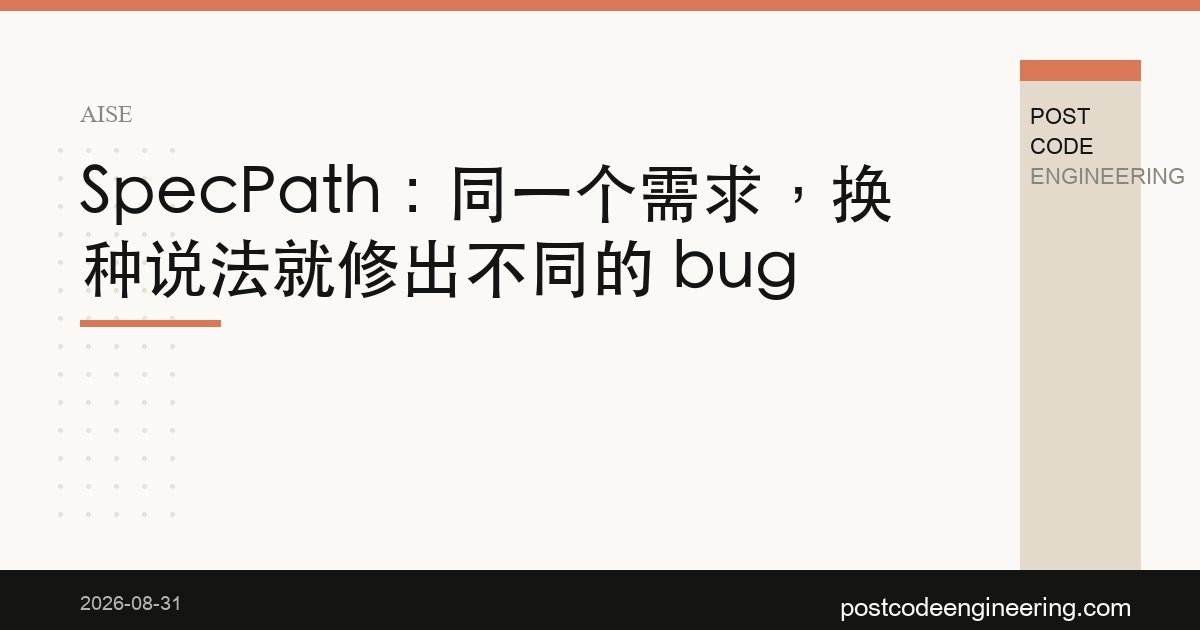 AISE
SpecPath：同一个需求，换
种说法就修出不同的 bug
POST
CODE
ENGINEERING
2026-08-31
postcodeengineering.com